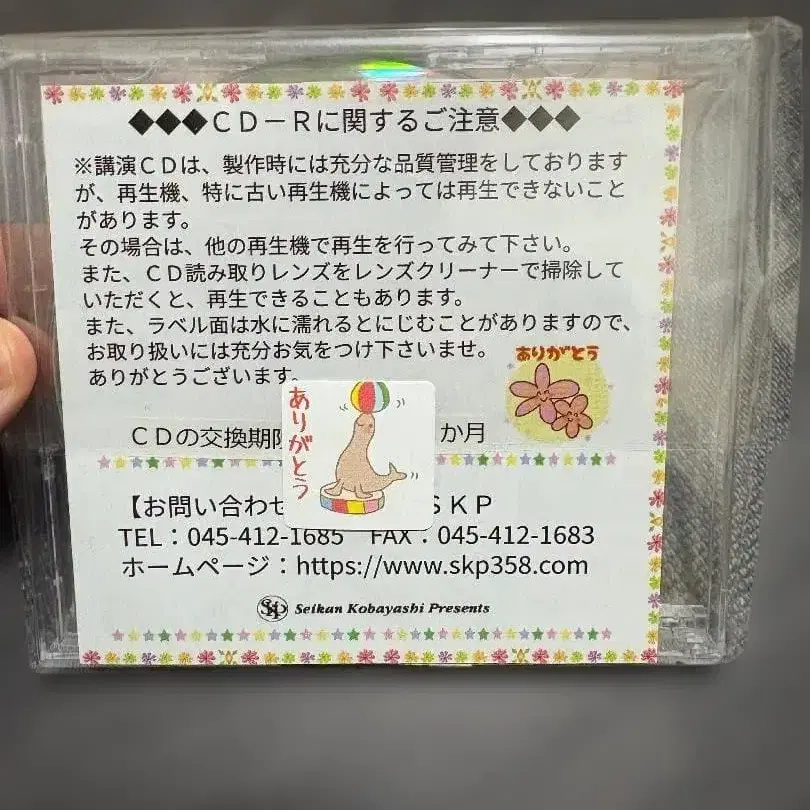 ◆◆◆ＣＤ－Ｒに関するご注意◆◆◆
※講演ＣＤは、製作時には充分な品質管理をしております
が、再生機、特に古い再生機によっては再生できないこと
があります。
その場合は、他の再生機で再生を行ってみて下さい。
また、ＣＤ読み取りレンズをレンズクリーナーで掃除して
いただくと、再生できることもあります。
また、ラベル面は水に濡れるとにじむことがありますので、
お取り扱いには充分お気をつけ下さいませ。
ありがとうございます。
ありがとう
ありがとう
ＣＤの交換期 か月
【お問い合わせ ＳＫＰ
TEL：045-412-1685 FAX：045-412-1683
ホームページ：https://www.skp358.com
SKP Seikan Kobayashi Presents